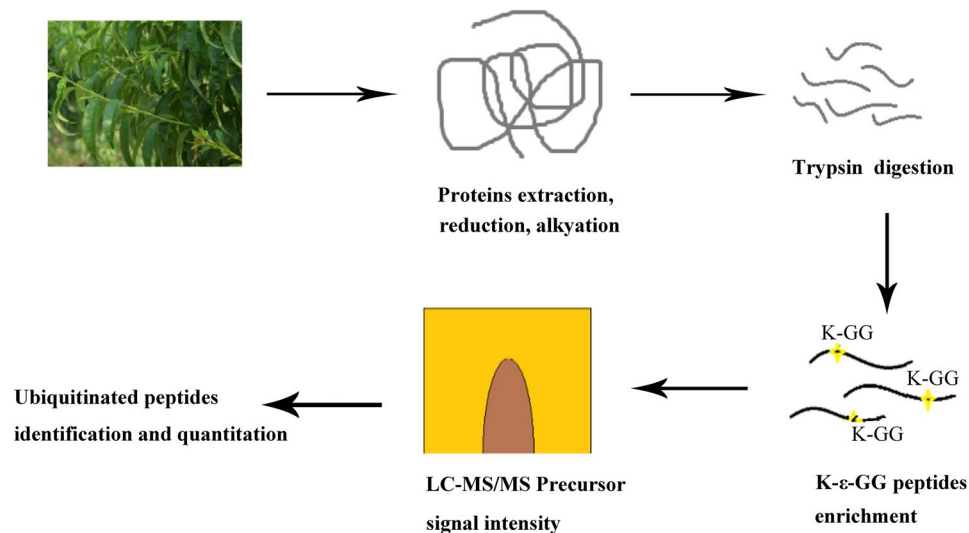 Proteins extraction,
reduction, alkyation
Trypsin digestion
K-GG
K-GG
K-GG
K-ε-GG peptides
enrichment
LC-MS/MS Precursor
signal intensity
Ubiquitinated peptides
identification and quantitation